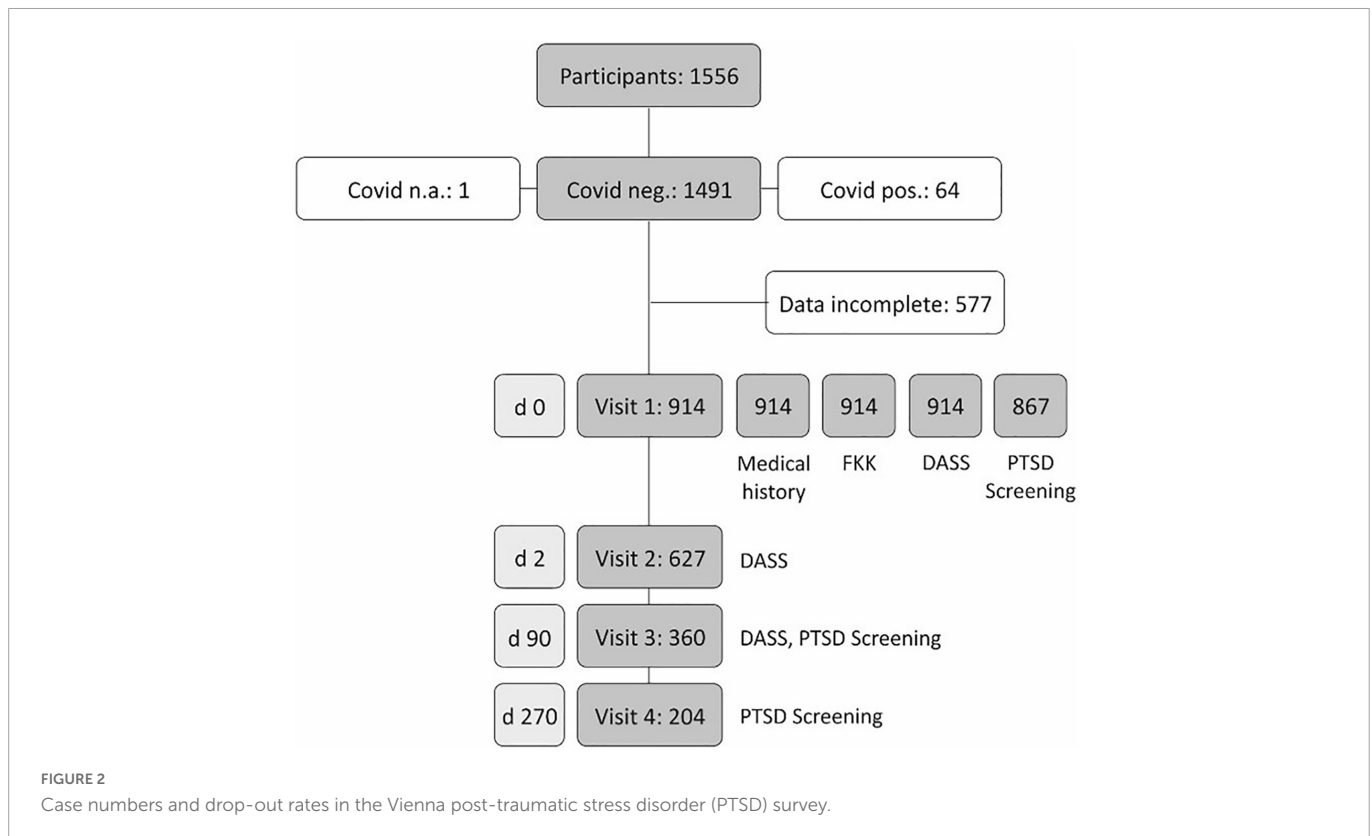 Participants: 1556
Covid n.a.: 1
Covid neg.: 1491
Covid pos.: 64
Data incomplete: 577
d 0
Visit 1: 914
914
914
914
867
Medical
history
FKK
DASS
PTSD
Screening
d 2
Visit 2: 627
DASS
d 90
Visit 3: 360
DASS, PTSD Screening
d 270
Visit 4: 204
PTSD Screening
FIGURE 2
Case numbers and drop-out rates in the Vienna post-traumatic stress disorder (PTSD) survey.